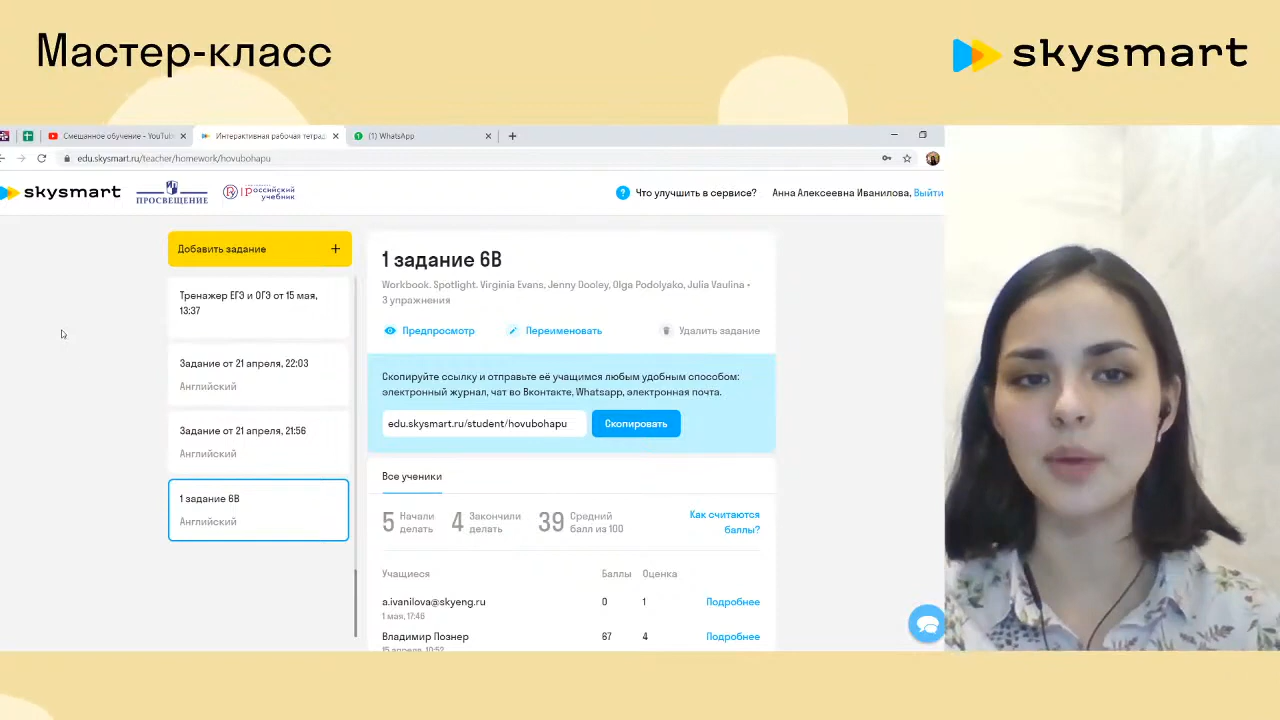 Мастер-класс
skysmart
Смешанное обучение - YouTub
Интерактивная рабочая тетрад
(1) WhatsApp
edu.skysmart.ru/teacher/homework/hovubohapu
skysmart
ПРОСВЕЩЕНИЕ
российский учебник
Что улучшить в сервисе?
Анна Алексеевна Иванилова, Выйти
Добавить задание +
Тренажер ЕГЭ и ОГЭ от 15 мая,
13:37
Задание от 21 апреля, 22:03
Английский
Задание от 21 апреля, 21:56
Английский
1 задание 6В
Английский
1 задание 6В
Workbook. Spotlight. Virginia Evans, Jenny Dooley, Olga Podolyako, Julia Vaulina •
3 упражнения
Предпросмотр
Переименовать
Удалить задание
Скопируйте ссылку и отправьте её учащимся любым удобным способом:
электронный журнал, чат во Вконтакте, Whatsapp, электронная почта.
edu.skysmart.ru/student/hovubohapu
Скопировать
Все ученики
5 Начали делать
4 Закончили делать
39 Средний балл из 100
Как считаются баллы?
Учащиеся Баллы Оценка
a.ivanilova@skyeng.ru 0 1 Подробнее
1 мая, 17:46
Владимир Познер 67 4 Подробнее
15 апреля, 10:52